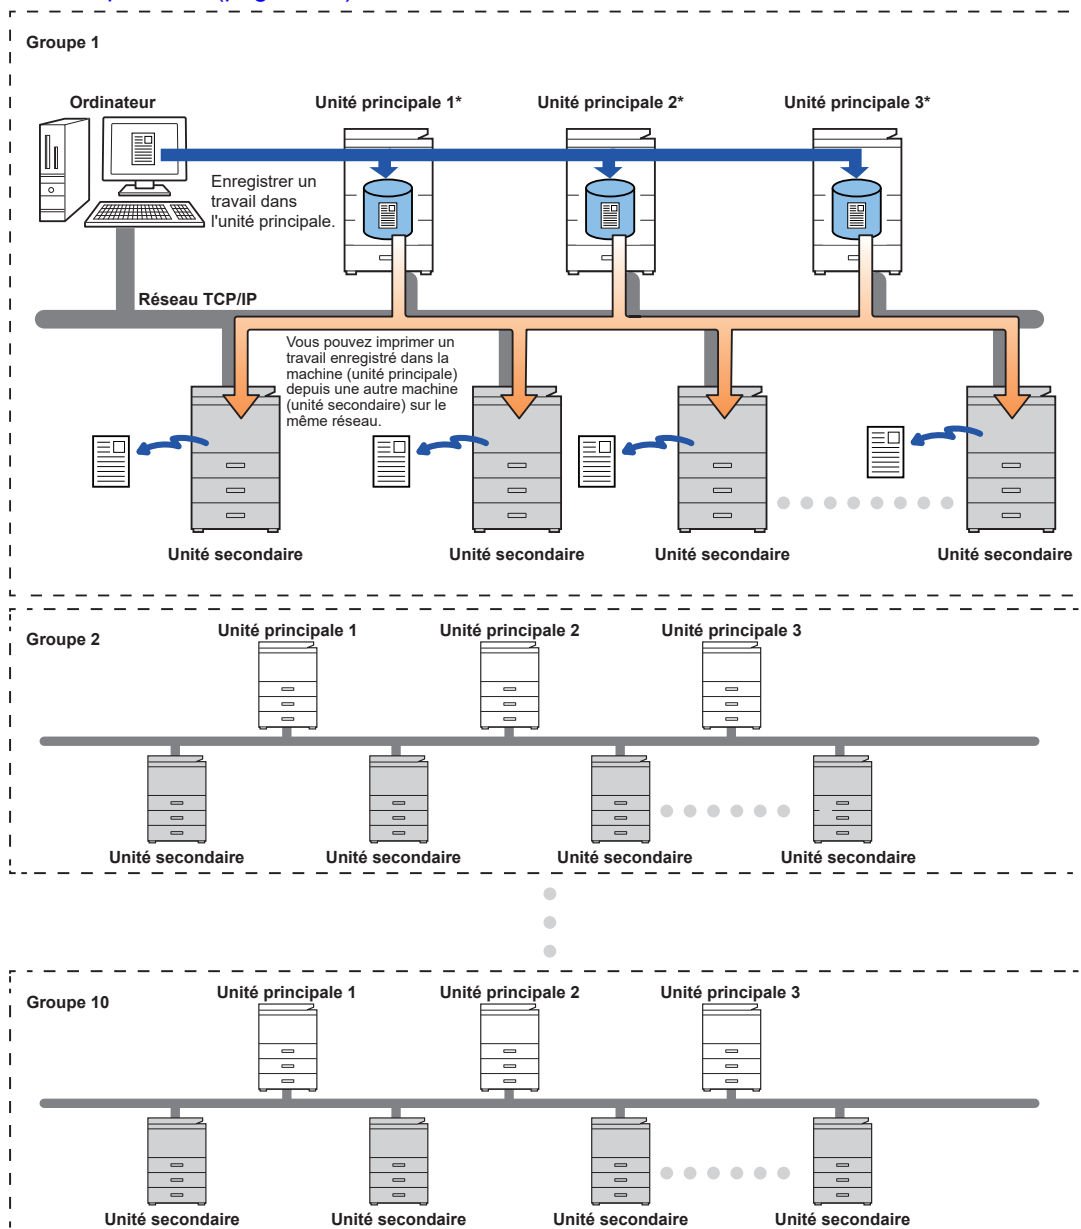 Groupe 1
Ordinateur
Unité principale 1*
Unité principale 2*
Unité principale 3*
Enregistrer un
travail dans
l'unité principale.
Réseau TCP/IP
Vous pouvez imprimer un
travail enregistré dans la
machine (unité principale)
depuis une autre machine
(unité secondaire) sur le
même réseau.
Unité secondaire
Unité secondaire
Unité secondaire
Unité secondaire
Groupe 2
Unité principale 1
Unité principale 2
Unité principale 3
Unité secondaire
Unité secondaire
Unité secondaire
Unité secondaire
Groupe 10
Unité principale 1
Unité principale 2
Unité principale 3
Unité secondaire
Unité secondaire
Unité secondaire
Unité secondaire